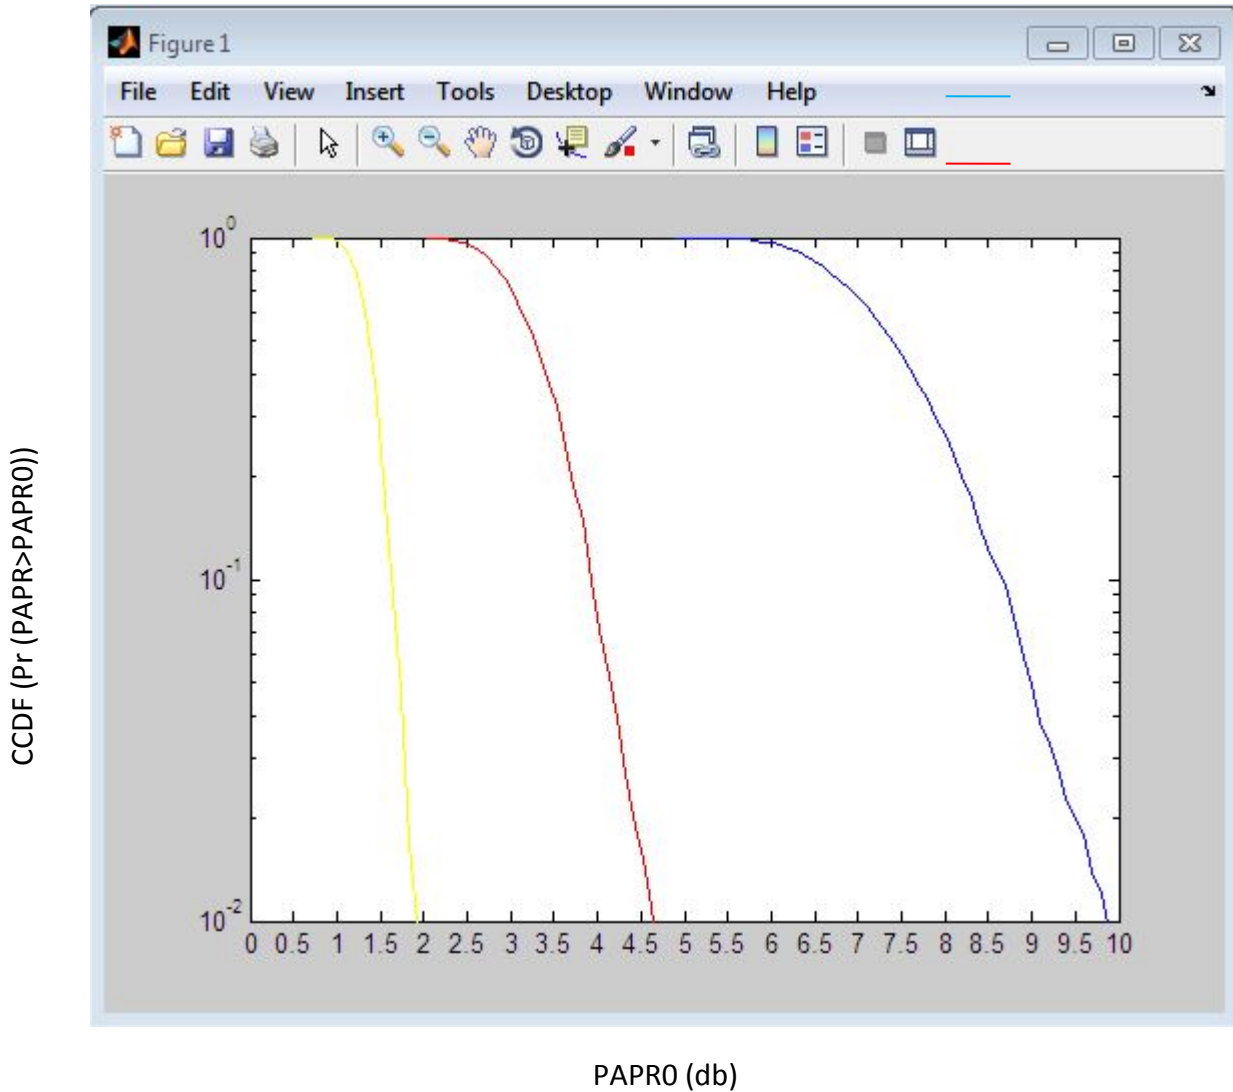 Figure 1
File Edit View Insert Tools Desktop Window Help
10^0
10^-1
10^-2
0 0.5 1 1.5 2 2.5 3 3.5 4 4.5 5 5.5 6 6.5 7 7.5 8 8.5 9 9.5 10
CCDF (Pr (PAPR>PAPR0))
PAPR0 (db)